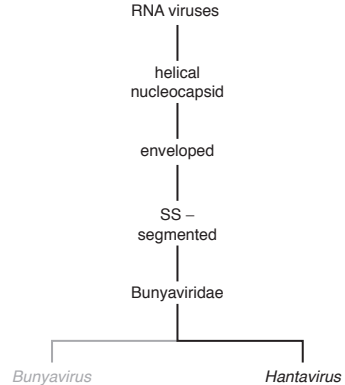 RNA viruses
helical
nucleocapsid
enveloped
SS –
segmented
Bunyaviridae
Bunyavirus
Hantavirus